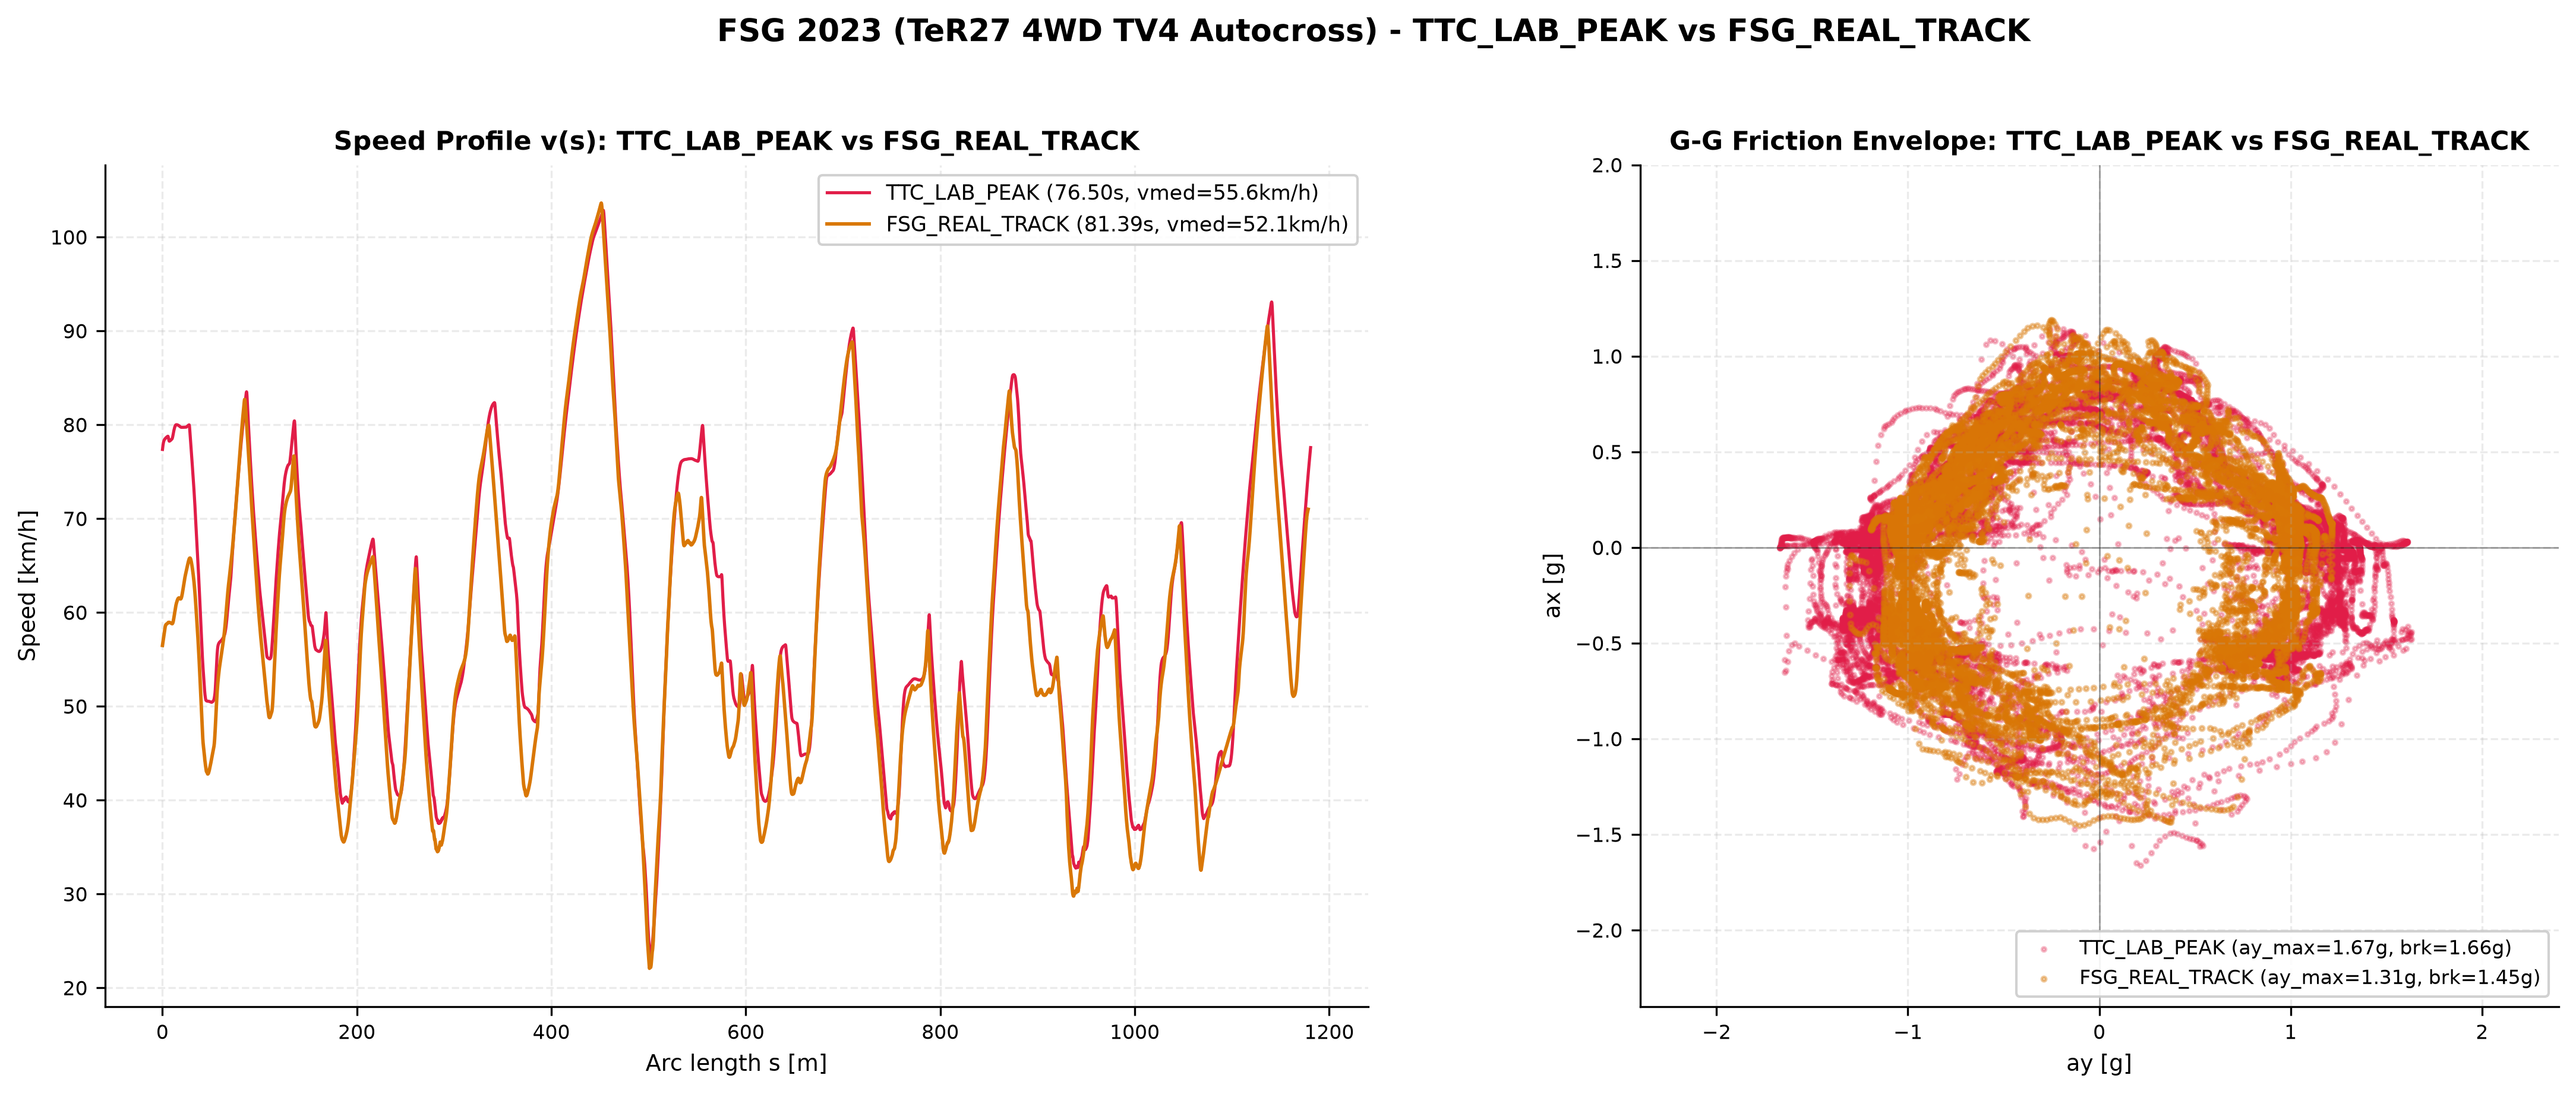 FSG 2023 (TeR27 4WD TV4 Autocross) - TTC_LAB_PEAK vs FSG_REAL_TRACK
Speed Profile v(s): TTC_LAB_PEAK vs FSG_REAL_TRACK
TTC_LAB_PEAK (76.50s, vmed=55.6km/h)
FSG_REAL_TRACK (81.39s, vmed=52.1km/h)
Speed [km/h]
100
90
80
70
60
50
40
30
20
0
200
400
600
800
1000
1200
Arc length s [m]
G-G Friction Envelope: TTC_LAB_PEAK vs FSG_REAL_TRACK
ax [g]
2.0
1.5
1.0
0.5
0.0
−0.5
−1.0
−1.5
−2.0
TTC_LAB_PEAK (ay_max=1.67g, brk=1.66g)
FSG_REAL_TRACK (ay_max=1.31g, brk=1.45g)
−2
−1
0
1
2
ay [g]